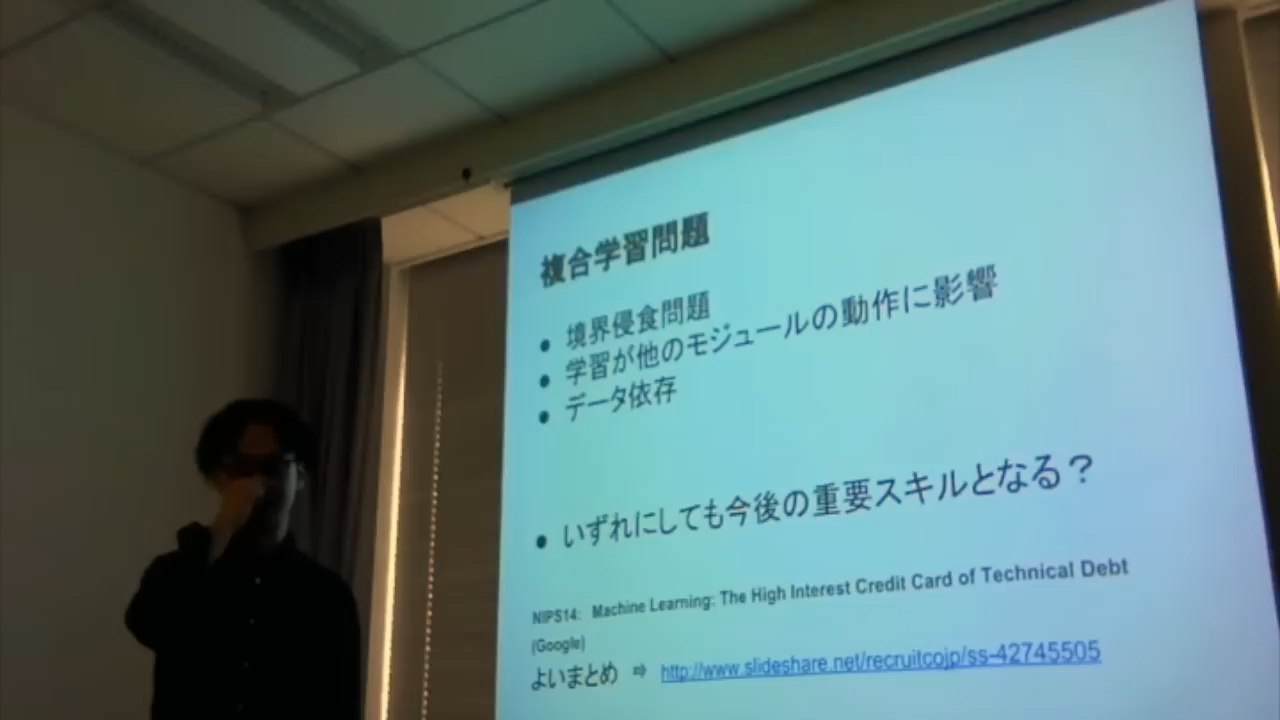 複合学習問題
● 境界侵食問題
● 学習が他のモジュールの動作に影響
● データ依存
● いずれにしても今後の重要スキルとなる？
NIPS14: Machine Learning: The High Interest Credit Card of Technical Debt
(Google)
よいまとめ ⇒ http://www.slideshare.net/recruitcojp/ss-42745505